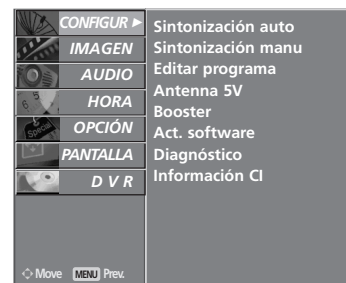 CONFIGUR ►
IMAGEN
AUDIO
HORA
OPCIÓN
PANTALLA
D V R
Sintonización auto
Sintonización manu
Editar programa
Antenna 5V
Booster
Act. software
Diagnóstico
Información CI
Move MENU Prev.